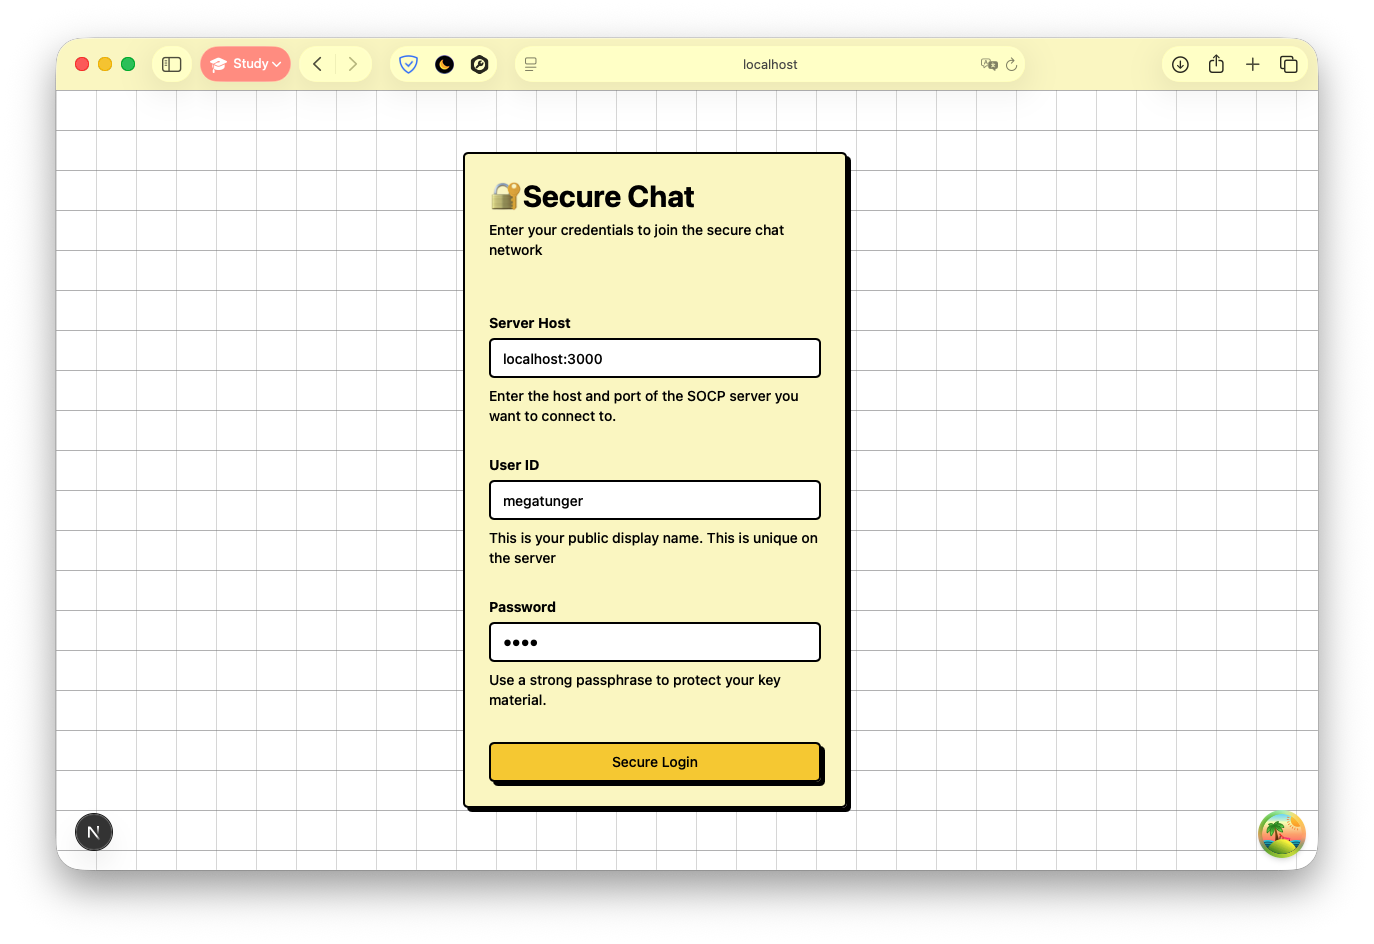 Study
localhost
Secure Chat
Enter your credentials to join the secure chat
network
Server Host
localhost:3000
Enter the host and port of the SOCP server you
want to connect to.
User ID
megatunger
This is your public display name. This is unique on
the server
Password
••••
Use a strong passphrase to protect your key
material.
Secure Login
N